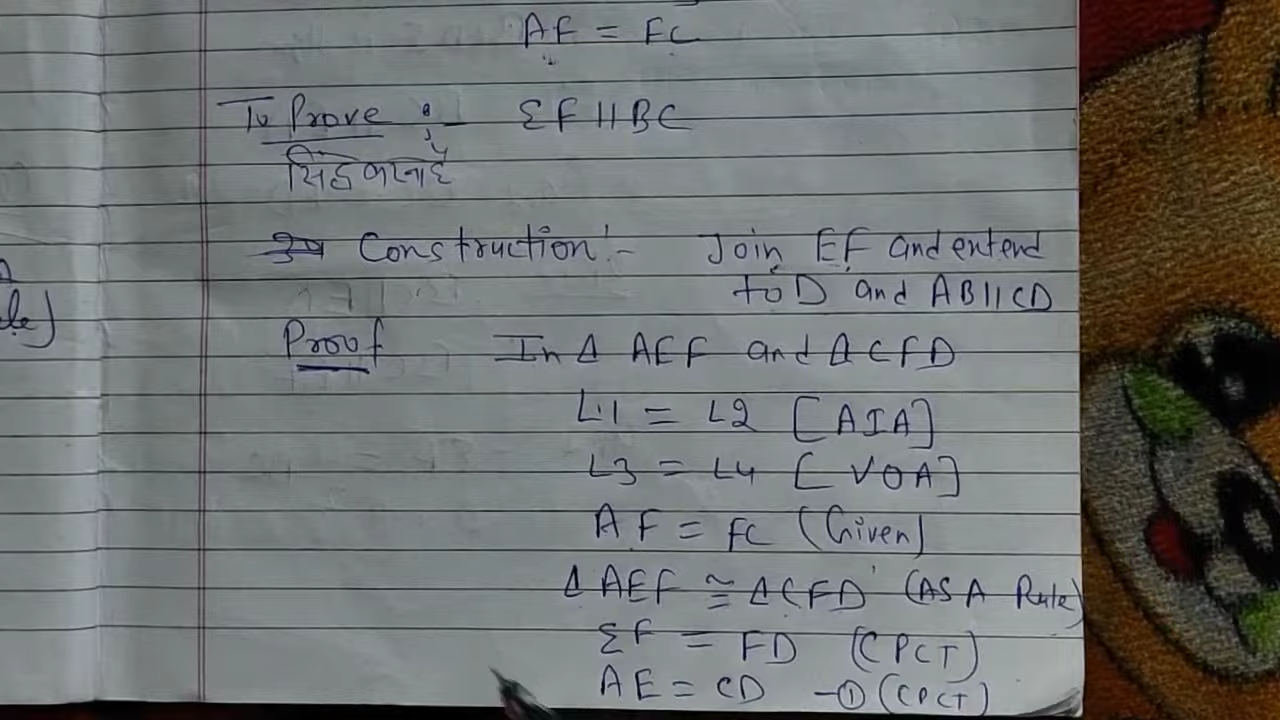 AF = FC
To Prove :- EF || BC
सिद्ध करना है
Construction :- Join EF and entend
to D and AB || CD
Proof In Δ AEF and Δ CFD
∠1 = ∠2 [AIA]
∠3 = ∠4 [VOA]
AF = FC (Given)
Δ AEF ≅ Δ CFD (ASA Rule)
EF = FD (CPCT)
AE = CD -① (CPCT)